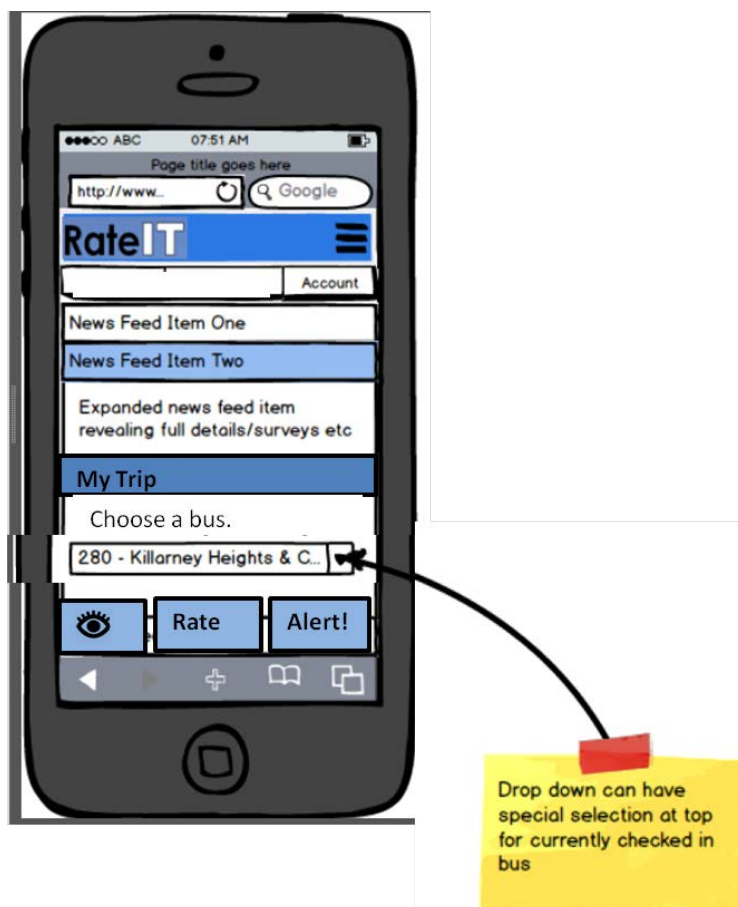 ABC 07:51 AM
Page title goes here
http://www... Google
RateIT
Account
News Feed Item One
News Feed Item Two
Expanded news feed item
revealing full details/surveys etc
My Trip
Choose a bus.
280 - Killarney Heights & C...
Rate Alert!
Drop down can have
special selection at top
for currently checked in
bus